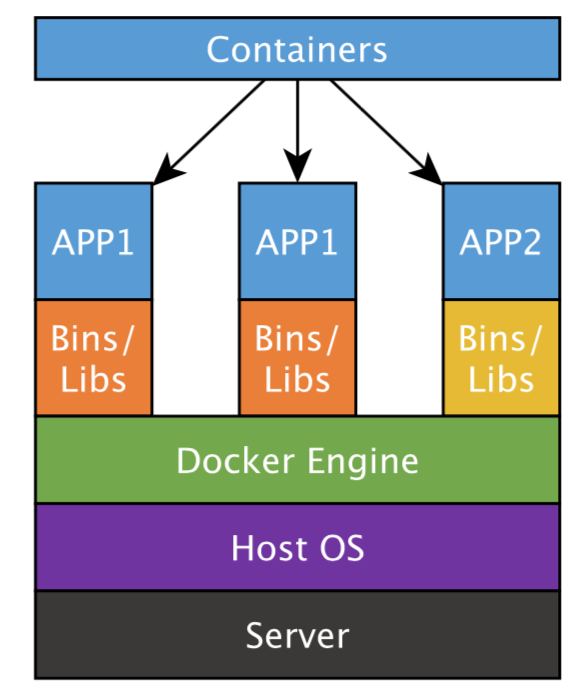 Containers
APP1
APP1
APP2
Bins/
Libs
Bins/
Libs
Bins/
Libs
Docker Engine
Host OS
Server